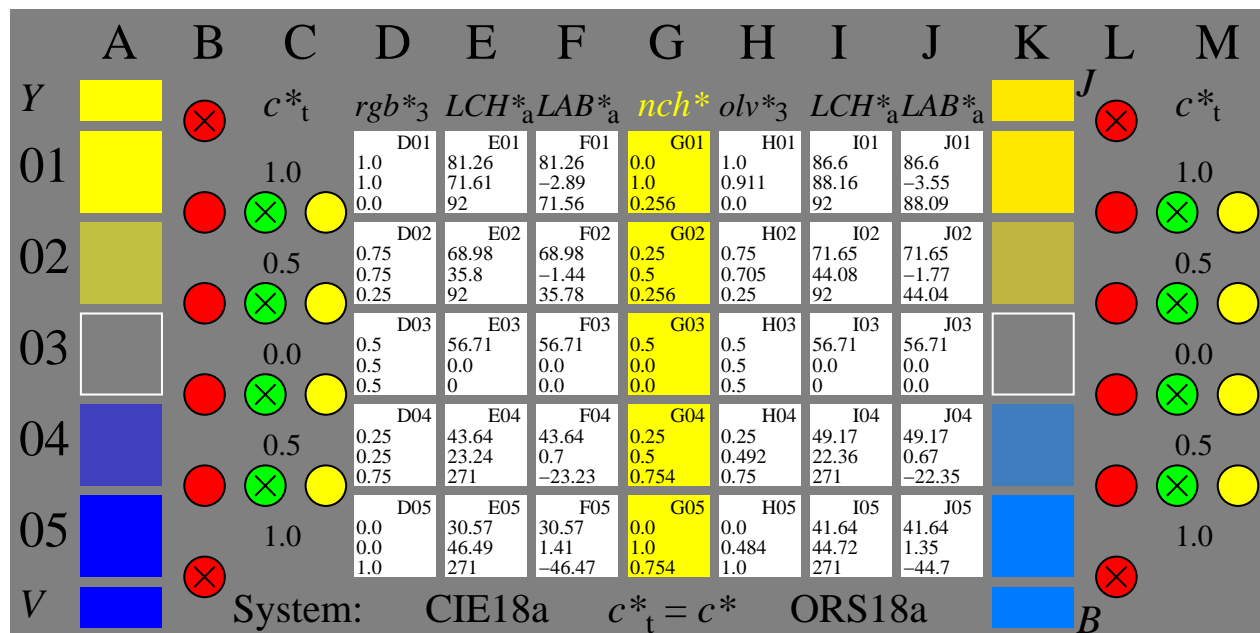 A B C D E F G H I J K L M
Y c*t rgb*3 LCH*a LAB*a nch* olv*3 LCH*a LAB*a J c*t
01 1.0 D01 E01 F01 G01 H01 I01 J01 1.0
1.0 81.26 81.26 0.0 1.0 86.6 86.6
1.0 71.61 −2.89 1.0 0.911 88.16 −3.55
0.0 92 71.56 0.256 0.0 92 88.09
02 0.5 D02 E02 F02 G02 H02 I02 J02 0.5
0.75 68.98 68.98 0.25 0.75 71.65 71.65
0.75 35.8 −1.44 0.5 0.705 44.08 −1.77
0.25 92 35.78 0.256 0.25 92 44.04
03 0.0 D03 E03 F03 G03 H03 I03 J03 0.0
0.5 56.71 56.71 0.5 0.5 56.71 56.71
0.5 0.0 0.0 0.0 0.5 0.0 0.0
0.5 0 0.0 0.0 0.5 0 0.0
04 0.5 D04 E04 F04 G04 H04 I04 J04 0.5
0.25 43.64 43.64 0.25 0.25 49.17 49.17
0.25 23.24 0.7 0.5 0.492 22.36 0.67
0.75 271 −23.23 0.754 0.75 271 −22.35
05 1.0 D05 E05 F05 G05 H05 I05 J05 1.0
0.0 30.57 30.57 0.0 0.0 41.64 41.64
0.0 46.49 1.41 1.0 0.484 44.72 1.35
1.0 271 −46.47 0.754 1.0 271 −44.7
V System: CIE18a c*t = c* ORS18a B